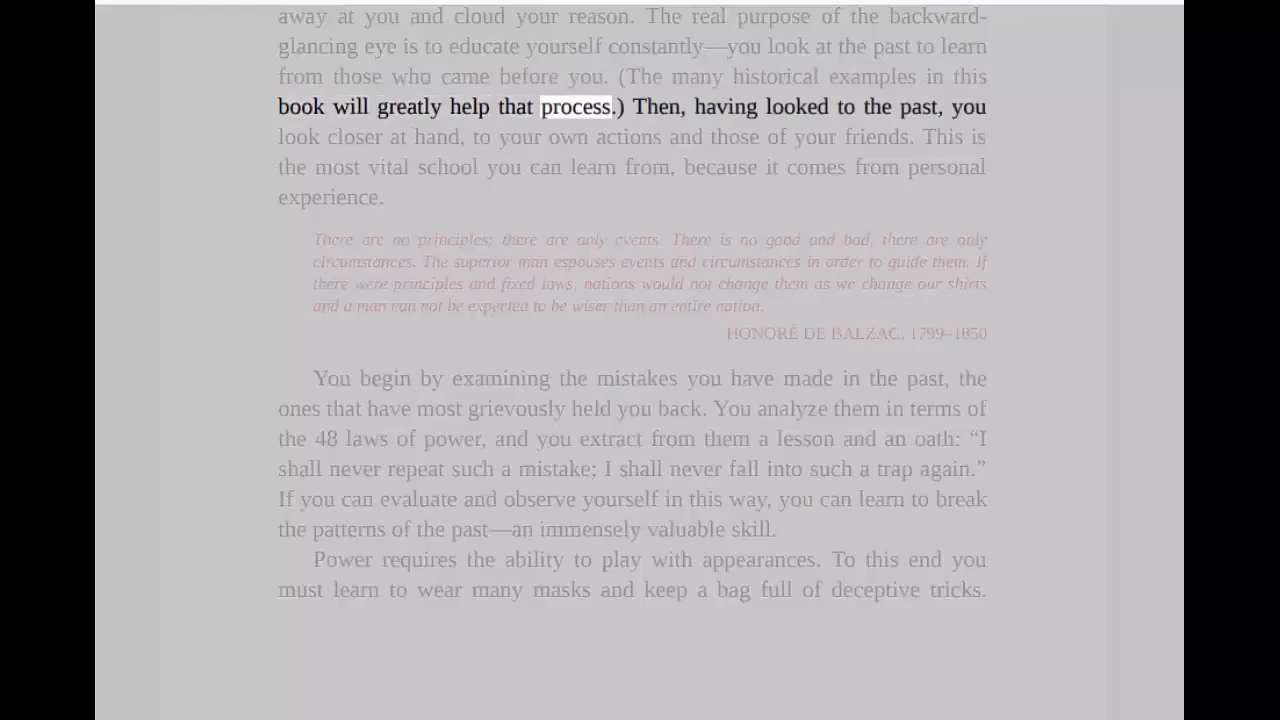 away at you and cloud your reason. The real purpose of the backward-
glancing eye is to educate yourself constantly—you look at the past to learn
from those who came before you. (The many historical examples in this
book will greatly help that process.) Then, having looked to the past, you
look closer at hand, to your own actions and those of your friends. This is
the most vital school you can learn from, because it comes from personal
experience.
There are no principles; there are only events. There is no good and bad, there are only
circumstances. The superior man espouses events and circumstances in order to guide them. If
there were principles and fixed laws, nations would not change them as we change our shirts
and a man can not be expected to be wiser than an entire nation.
HONORÉ DE BALZAC, 1799–1850
You begin by examining the mistakes you have made in the past, the
ones that have most grievously held you back. You analyze them in terms of
the 48 laws of power, and you extract from them a lesson and an oath: “I
shall never repeat such a mistake; I shall never fall into such a trap again.”
If you can evaluate and observe yourself in this way, you can learn to break
the patterns of the past—an immensely valuable skill.
Power requires the ability to play with appearances. To this end you
must learn to wear many masks and keep a bag full of deceptive tricks.